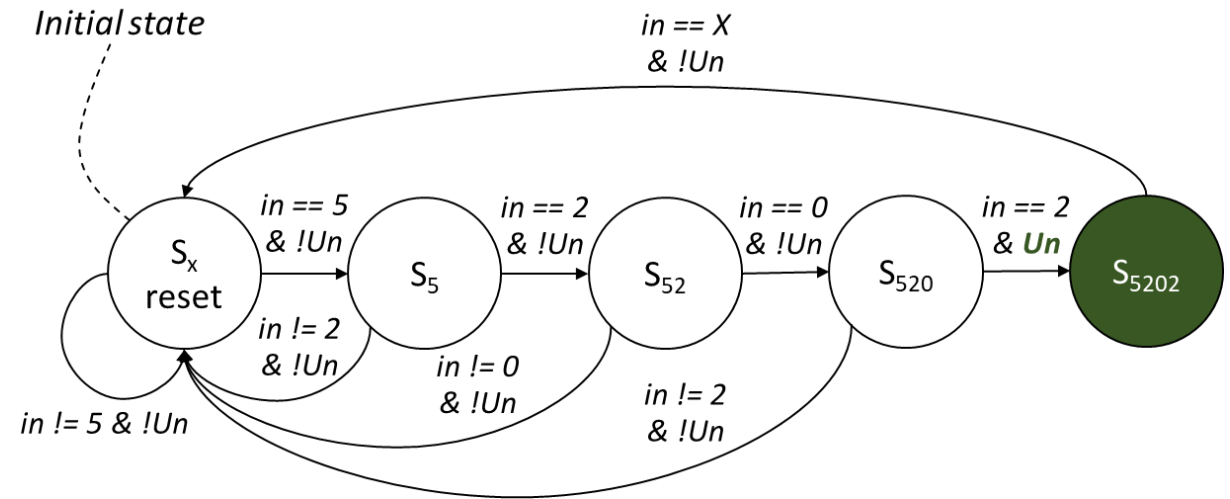 Initial state
in == X
& !Un
in == 5
& !Un
in == 2
& !Un
in == 0
& !Un
in == 2
& Un
Sx
reset
S5
S52
S520
S5202
in != 2
& !Un
in != 0
& !Un
in != 2
& !Un
in != 5 & !Un